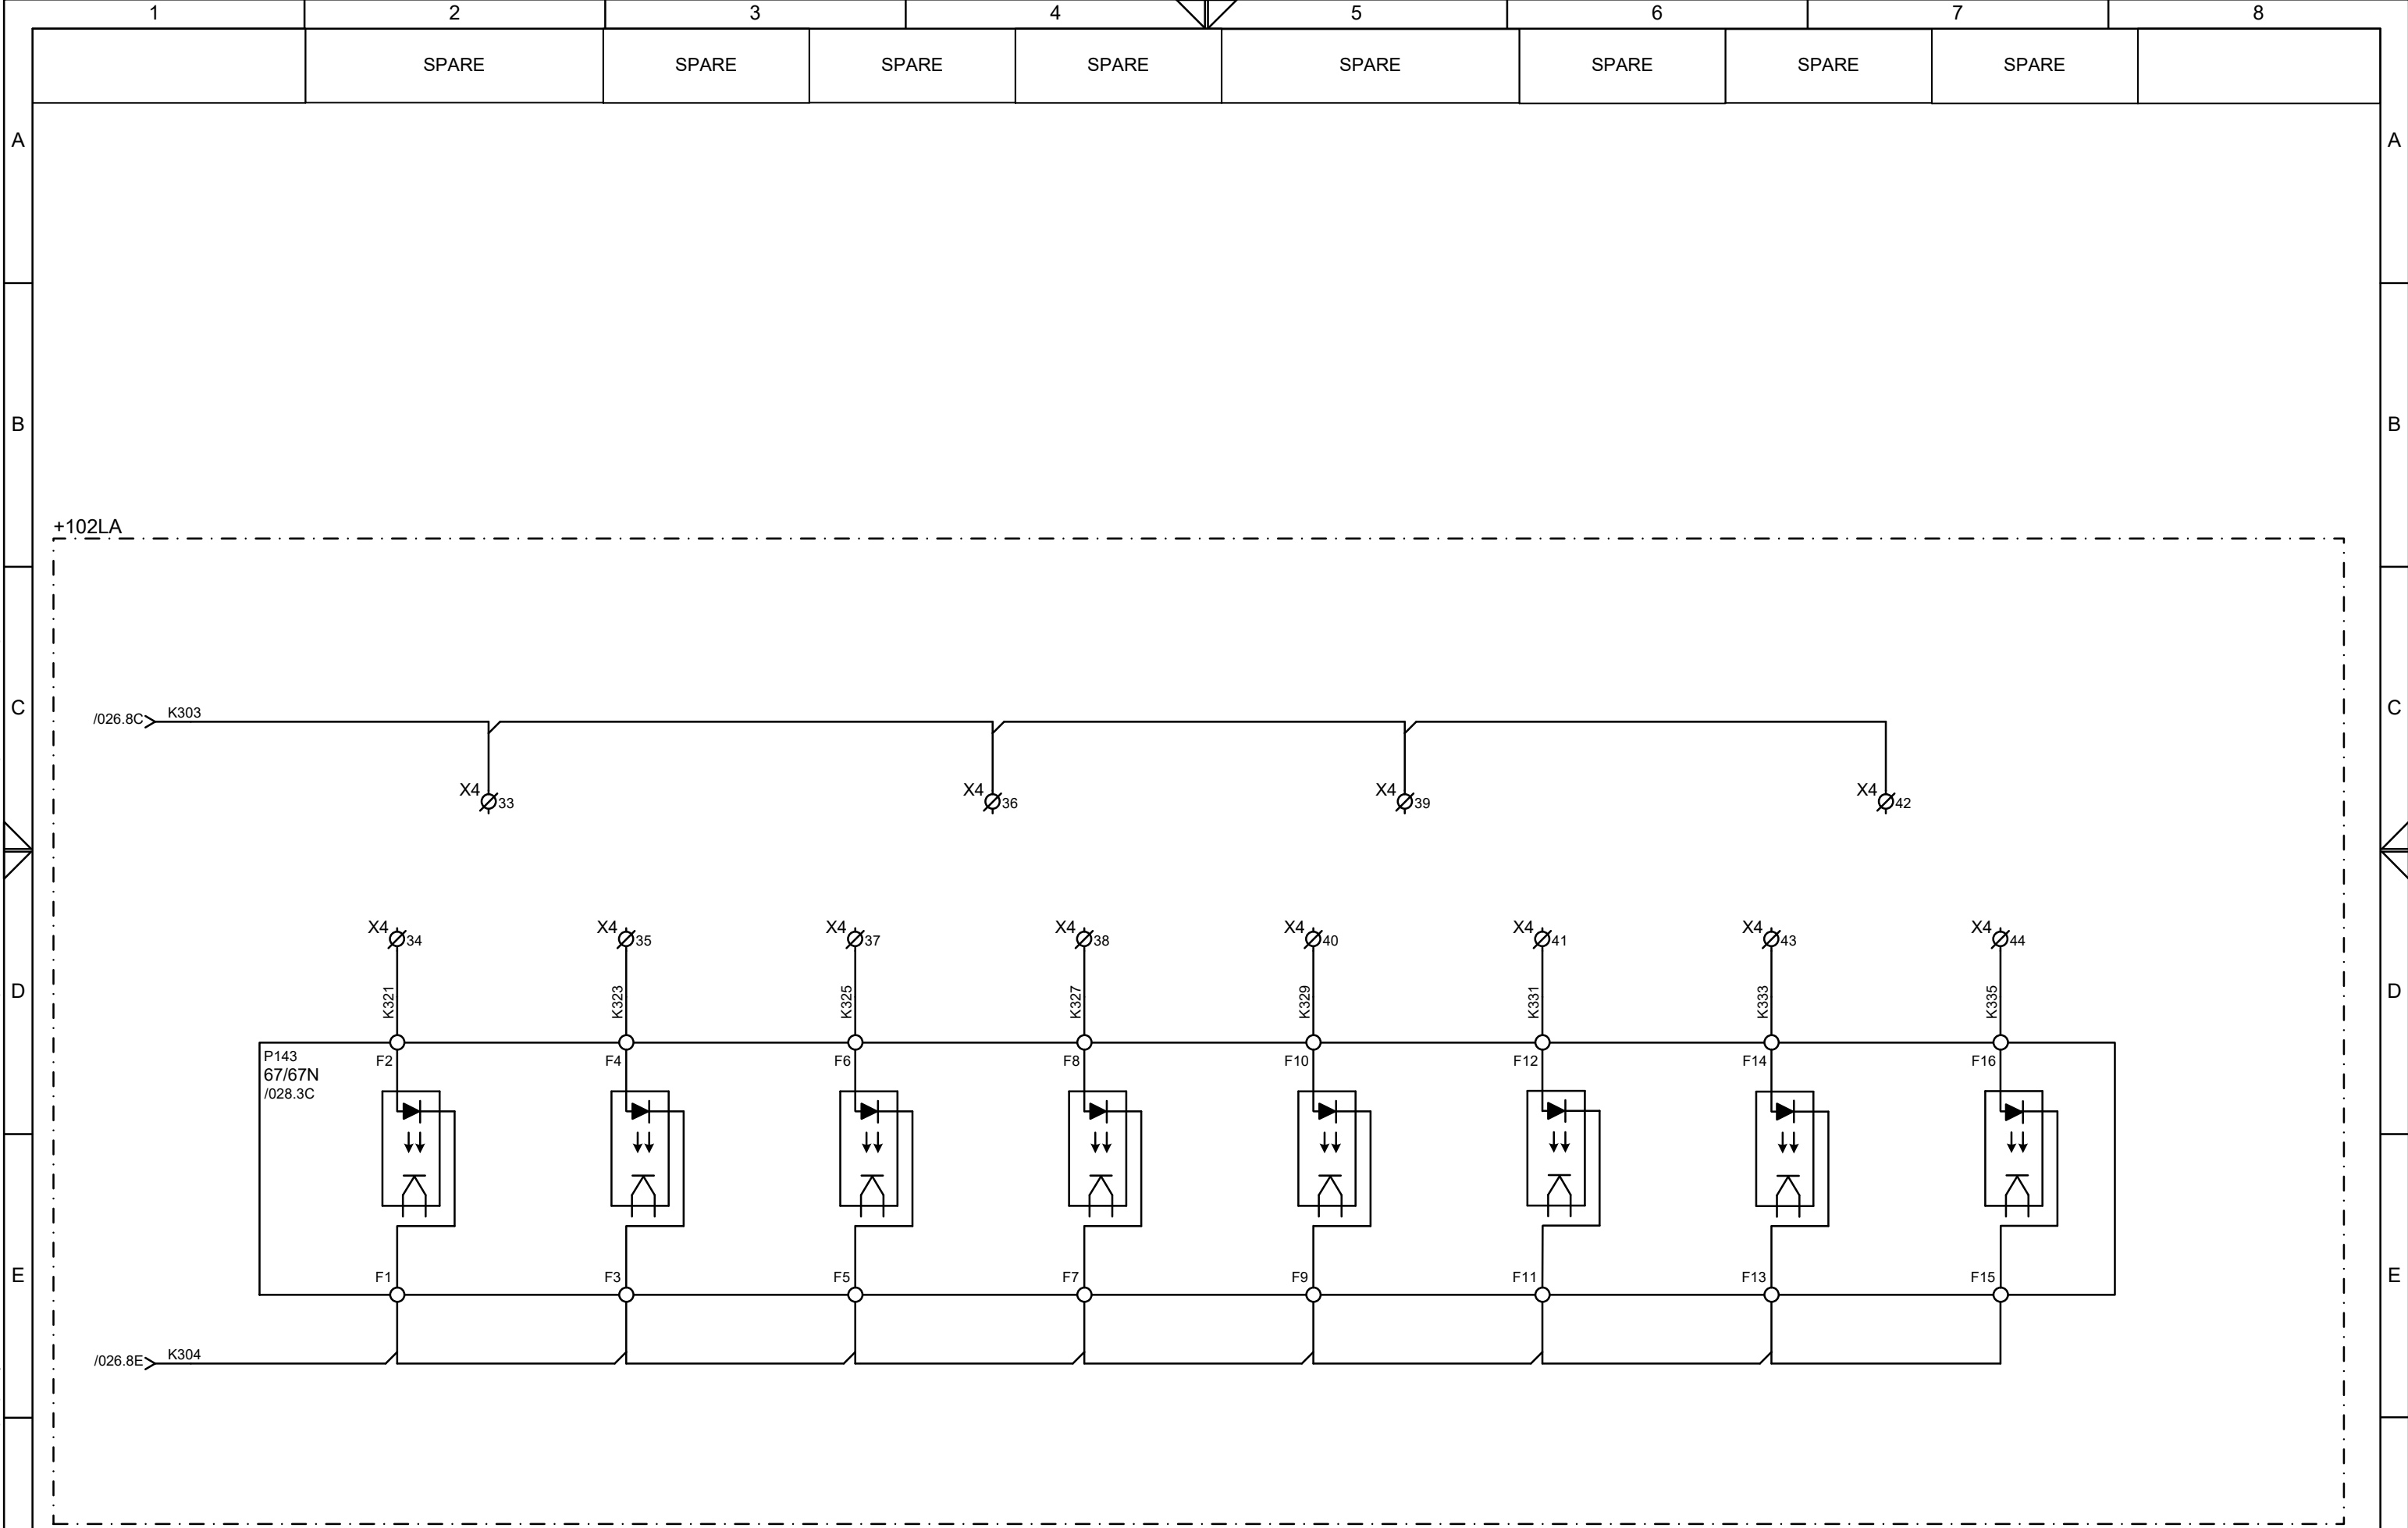 1 2 3 4 5 6 7 8
SPARE SPARE SPARE SPARE SPARE SPARE SPARE SPARE
A A
B B
+102LA
C C
/026.8C K303
X4 33 X4 36 X4 39 X4 42
X4 34 X4 35 X4 37 X4 38 X4 40 X4 41 X4 43 X4 44
D D
K321 K323 K325 K327 K329 K331 K333 K335
P143
67/67N
/028.3C
F2 F4 F6 F8 F10 F12 F14 F16
E E
F1 F3 F5 F7 F9 F11 F13 F15
/026.8E K304